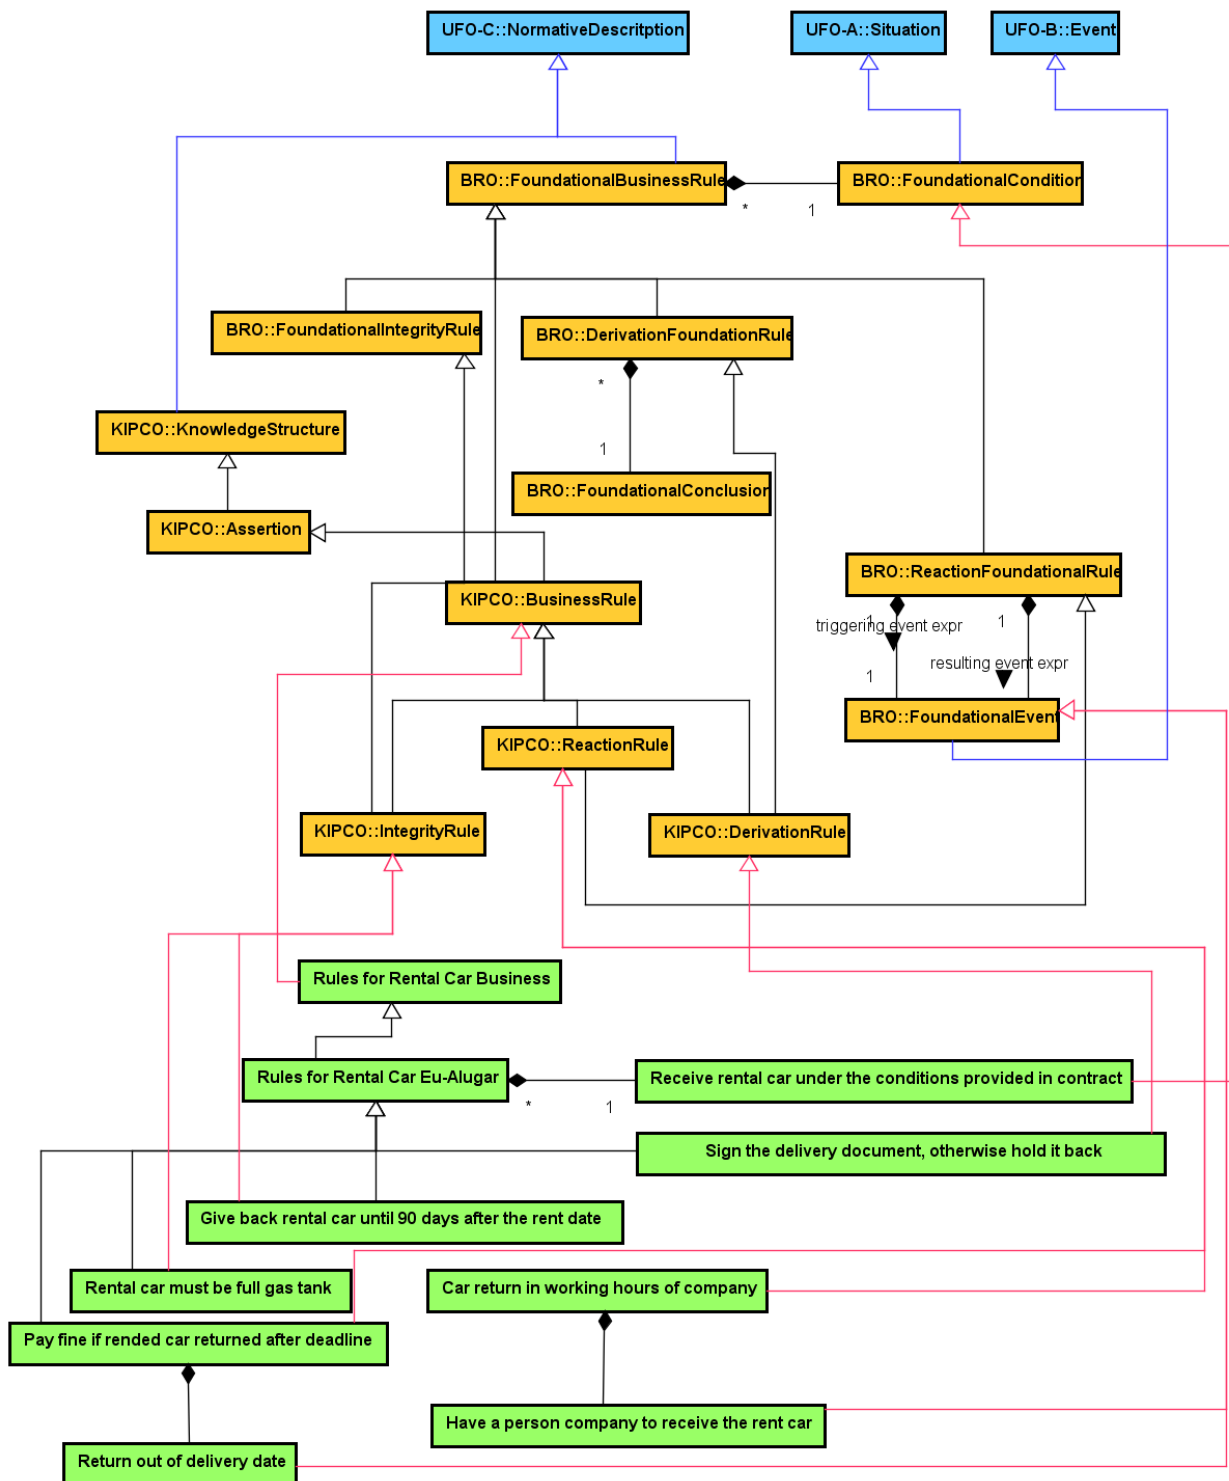 UFO-C::NormativeDescritption
UFO-A::Situation
UFO-B::Event
BRO::FoundationalBusinessRule
BRO::FoundationalCondition
*
1
BRO::FoundationalIntegrityRule
BRO::DerivationFoundationRule
*
KIPCO::KnowledgeStructure
1
BRO::FoundationalConclusion
KIPCO::Assertion
BRO::ReactionFoundationalRule
KIPCO::BusinessRule
1
1
triggering event expr
resulting event expr
1
BRO::FoundationalEvent
KIPCO::ReactionRule
KIPCO::IntegrityRule
KIPCO::DerivationRule
Rules for Rental Car Business
Rules for Rental Car Eu-Alugar
Receive rental car under the conditions provided in contract
*
1
Sign the delivery document, otherwise hold it back
Give back rental car until 90 days after the rent date
Rental car must be full gas tank
Car return in working hours of company
Pay fine if rended car returned after deadline
Have a person company to receive the rent car
Return out of delivery date